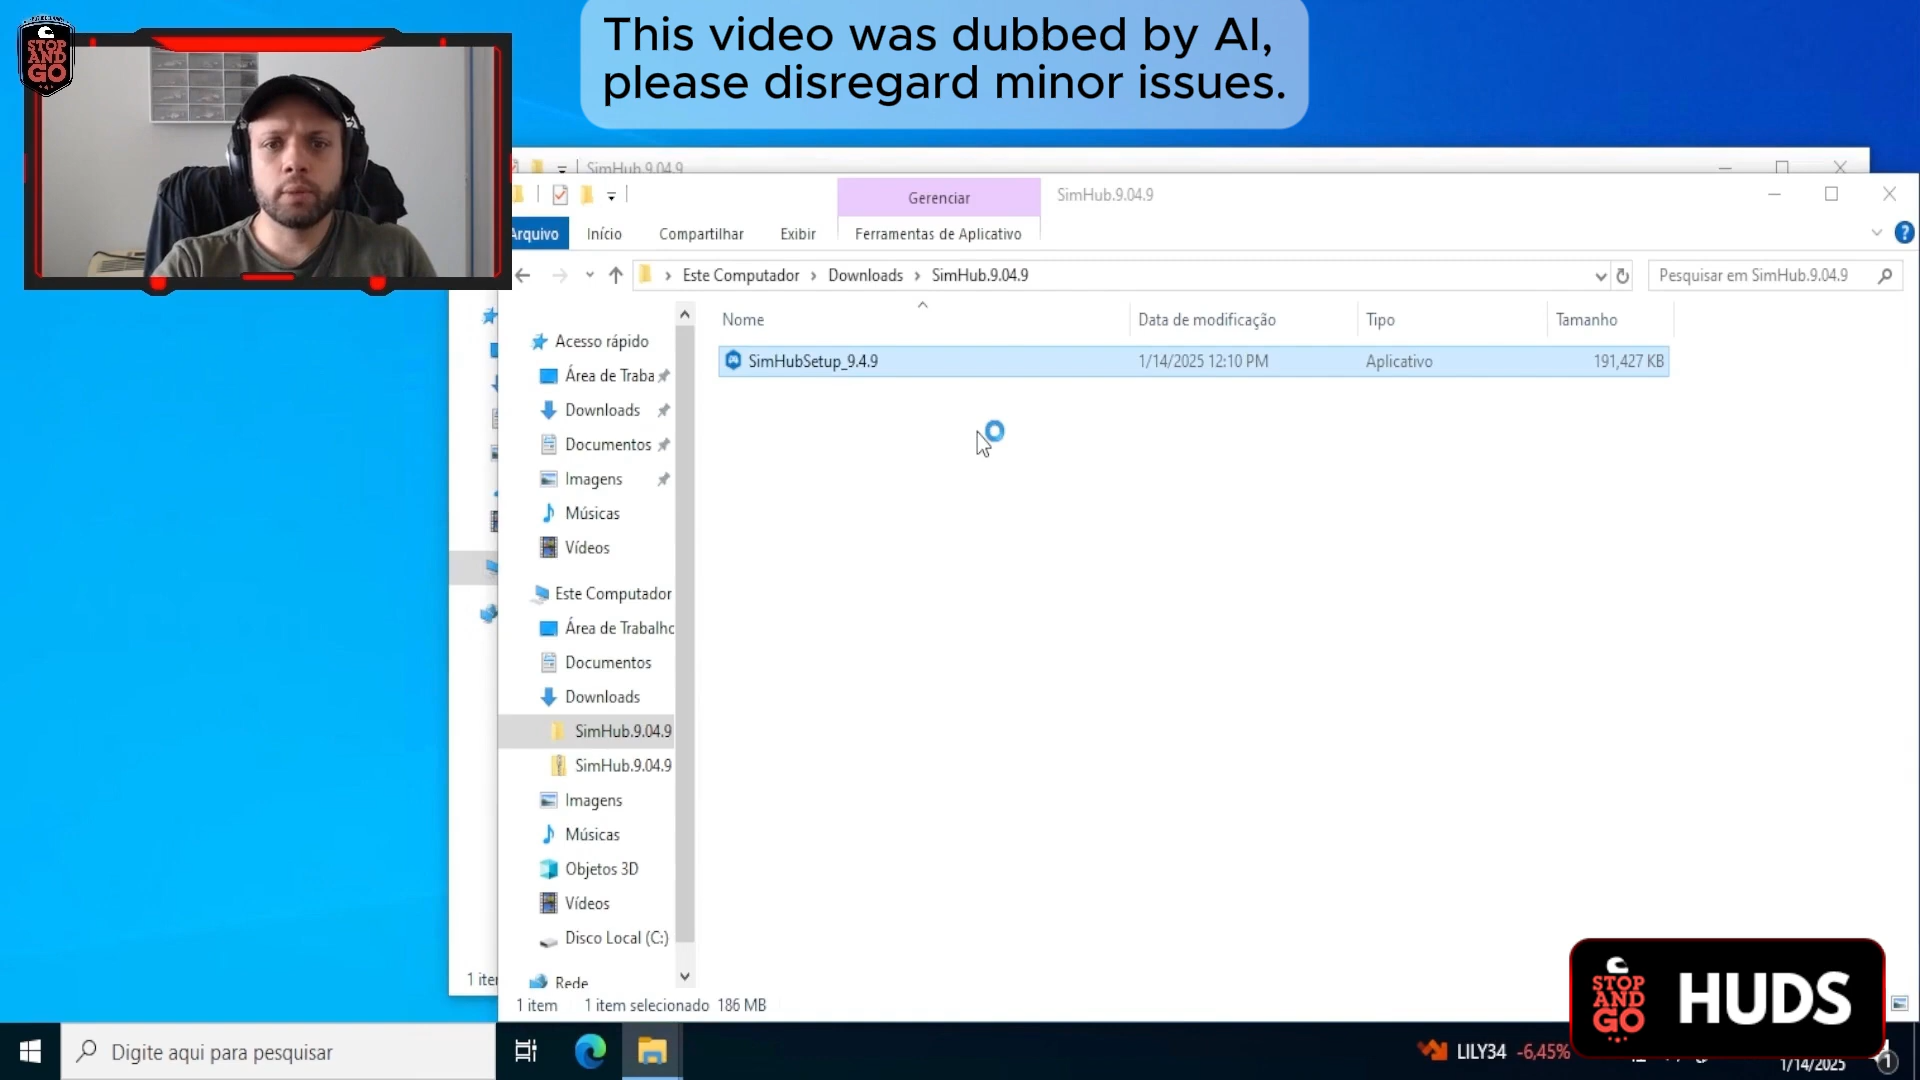 STOP
AND
GO
This video was dubbed by AI,
please disregard minor issues.
SimHub.9.04.9
Gerenciar
SimHub.9.04.9
Arquivo
Início
Compartilhar
Exibir
Ferramentas de Aplicativo
Este Computador
Downloads
SimHub.9.04.9
Pesquisar em SimHub.9.04.9
Nome
Data de modificação
Tipo
Tamanho
SimHubSetup_9.4.9
1/14/2025 12:10 PM
Aplicativo
191,427 KB
Acesso rápido
Área de Traba
Downloads
Documentos
Imagens
Músicas
Vídeos
Este Computador
Área de Trabalho
Documentos
Downloads
SimHub.9.04.9
SimHub.9.04.9
Imagens
Músicas
Objetos 3D
Vídeos
Disco Local (C:)
Rede
1 item
1 item selecionado 186 MB
STOP
AND
GO
HUDS
Digite aqui para pesquisar
LILY34 -6,45%
1/14/2025
1